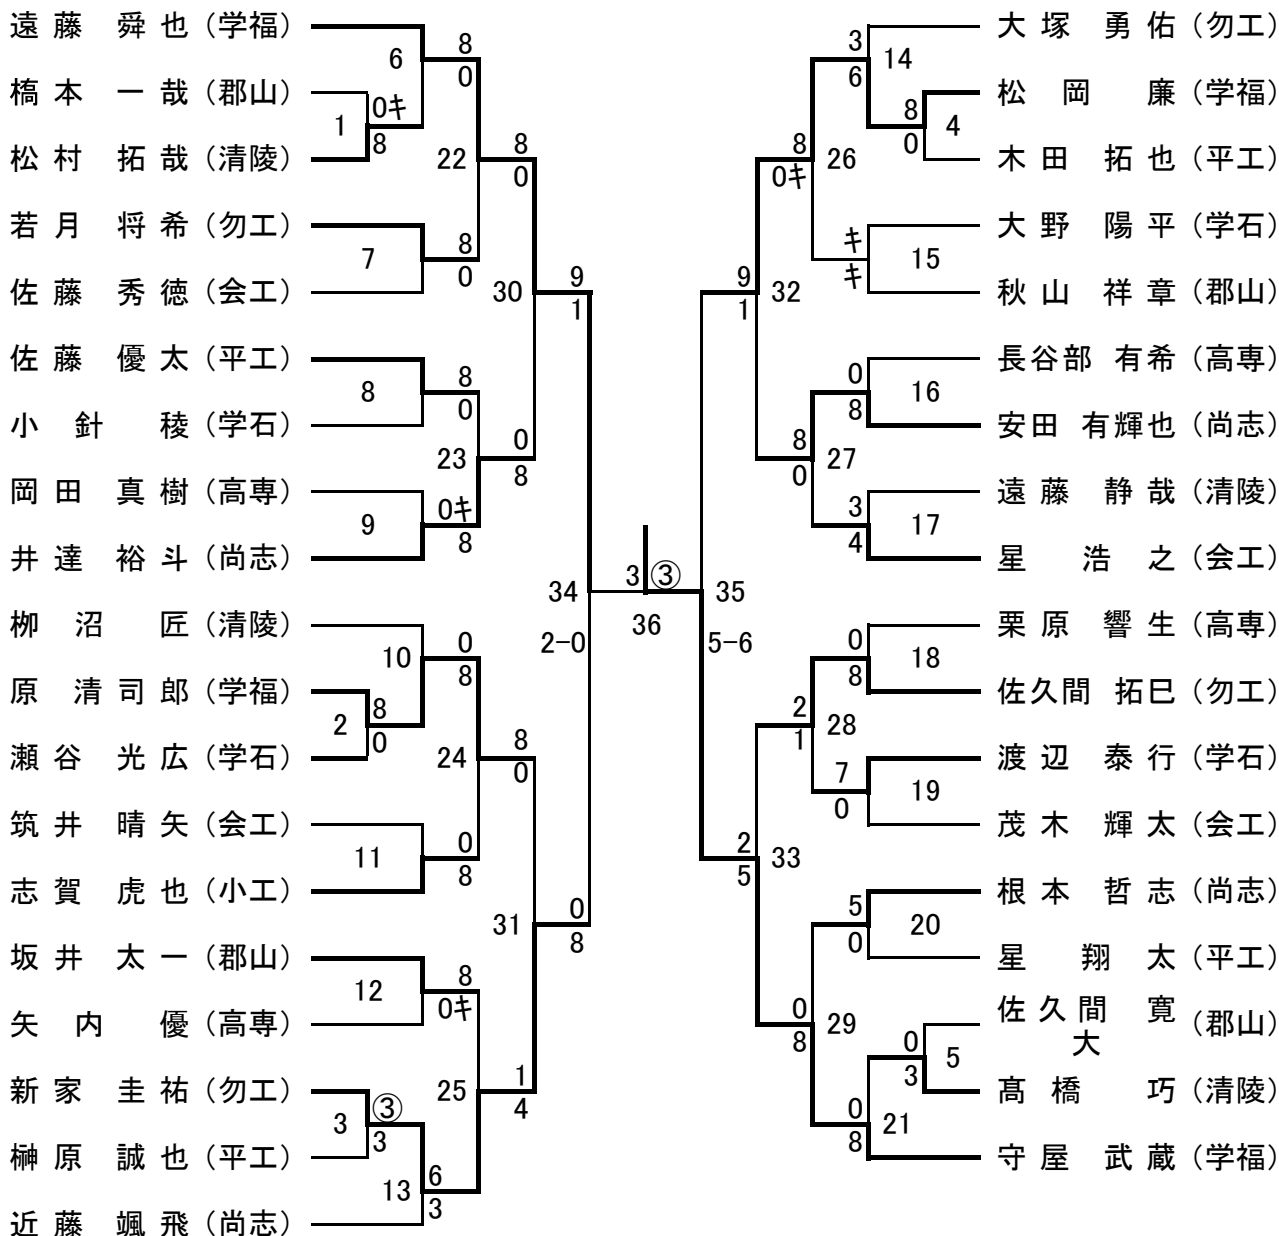 遠藤 舜也（学福）
橋本 一哉（郡山）
松村 拓哉（清陵）
若月 将希（勿工）
佐藤 秀徳（会工）
佐藤 優太（平工）
小針 稜（学石）
岡田 真樹（高専）
井達 裕斗（尚志）
栁沼 匠（清陵）
原 清司郎（学福）
瀬谷 光広（学石）
筑井 晴矢（会工）
志賀 虎也（小工）
坂井 太一（郡山）
矢内 優（高専）
新家 圭祐（勿工）
榊原 誠也（平工）
近藤 颯飛（尚志）
1 0キ 8
2 8 0
3 ③ 3
6 8 0
7 8 0
8 8 0
9 0キ 8
10 0 8
11 0 8
12 8 0キ
13 6 3
22 8 0
23 0 8
24 8 0
25 1 4
30 9 1
31 0 8
34
2-0
3 ③
36
35
5-6
32 9 1
33 2 5
26 8 0キ
27 8 0
28 2 1
29 0 8
14 3 6
15 キ キ
16 0 8
17 3 4
18 0 8
19 7 0
20 5 0
21 0 8
4 8 0
5 0 3
大塚 勇佑（勿工）
松岡 廉（学福）
木田 拓也（平工）
大野 陽平（学石）
秋山 祥章（郡山）
長谷部 有希（高専）
安田 有輝也（尚志）
遠藤 静哉（清陵）
星 浩之（会工）
栗原 響生（高専）
佐久間 拓巳（勿工）
渡辺 泰行（学石）
茂木 輝太（会工）
根本 哲志（尚志）
星 翔太（平工）
佐久間 寛
大（郡山）
髙橋 巧（清陵）
守屋 武蔵（学福）